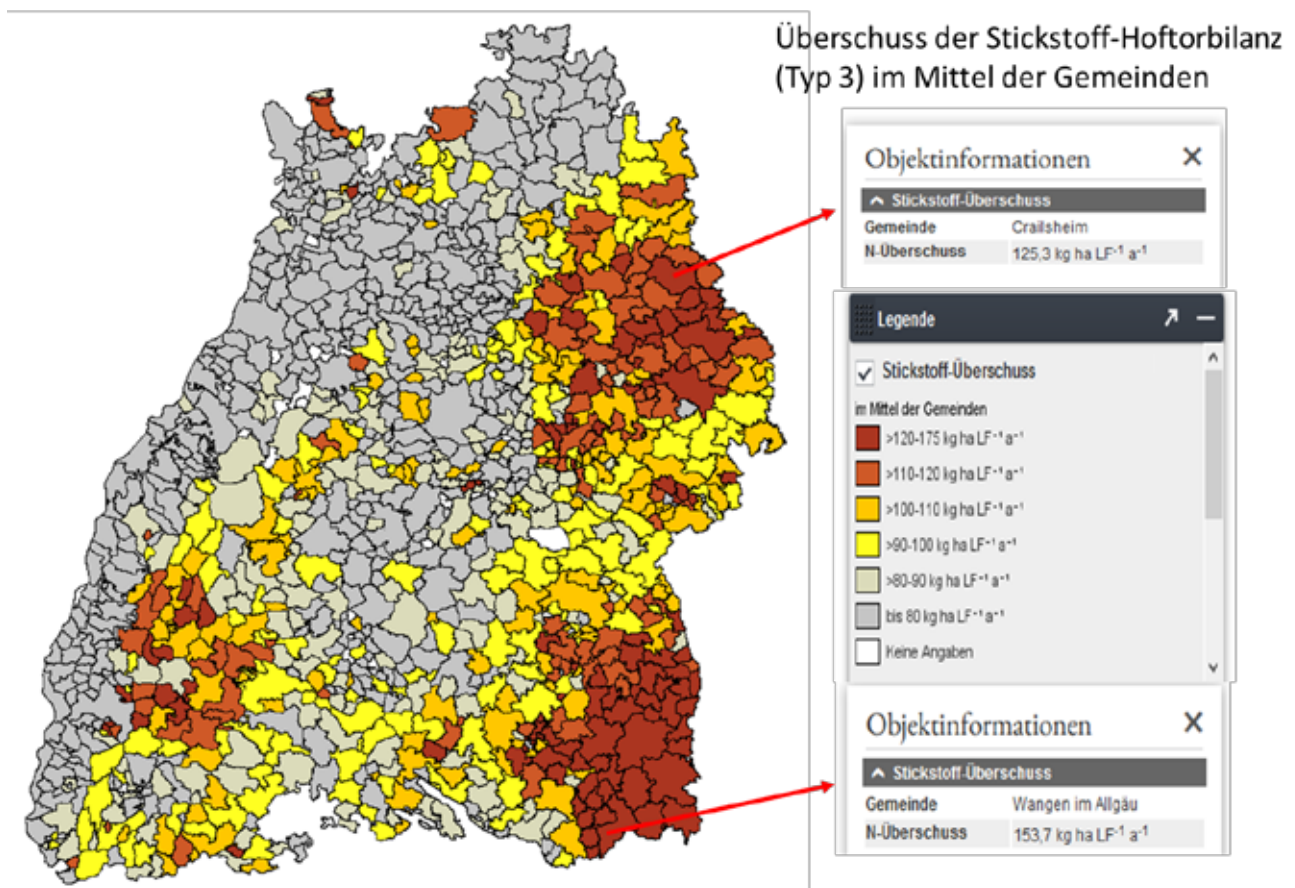 Überschuss der Stickstoff-Hoftorbilanz
(Typ 3) im Mittel der Gemeinden
Objektinformationen
Stickstoff-Überschuss
Gemeinde Crailsheim
N-Überschuss 125,3 kg ha LF⁻¹ a⁻¹
Legende
Stickstoff-Überschuss
im Mittel der Gemeinden
>120-175 kg ha LF⁻¹ a⁻¹
>110-120 kg ha LF⁻¹ a⁻¹
>100-110 kg ha LF⁻¹ a⁻¹
>90-100 kg ha LF⁻¹ a⁻¹
>80-90 kg ha LF⁻¹ a⁻¹
bis 80 kg ha LF⁻¹ a⁻¹
Keine Angaben
Objektinformationen
Stickstoff-Überschuss
Gemeinde Wangen im Allgäu
N-Überschuss 153,7 kg ha LF⁻¹ a⁻¹